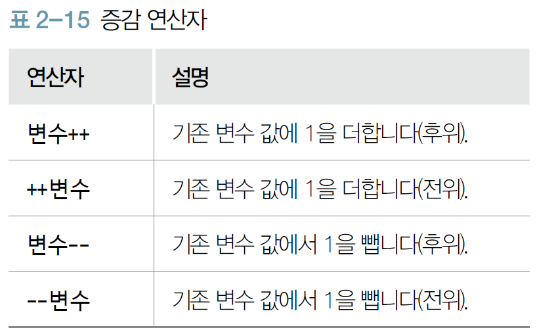 표 2-15 증감 연산자
연산자 설명
변수++ 기존 변수 값에 1을 더합니다(후위).
++변수 기존 변수 값에 1을 더합니다(전위).
변수-- 기존 변수 값에서 1을 뺍니다(후위).
--변수 기존 변수 값에서 1을 뺍니다(전위).